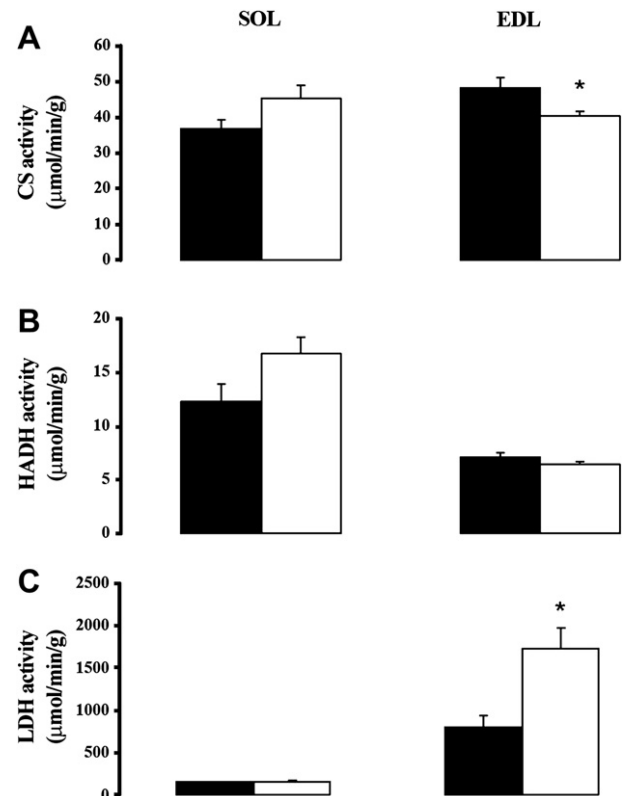 SOL EDL
A
CS activity
(μmol/min/g)
60
50
40
30
20
10
0
*
B
HADH activity
(μmol/min/g)
20
15
10
5
0
C
LDH activity
(μmol/min/g)
2500
2000
1500
1000
500
0
*